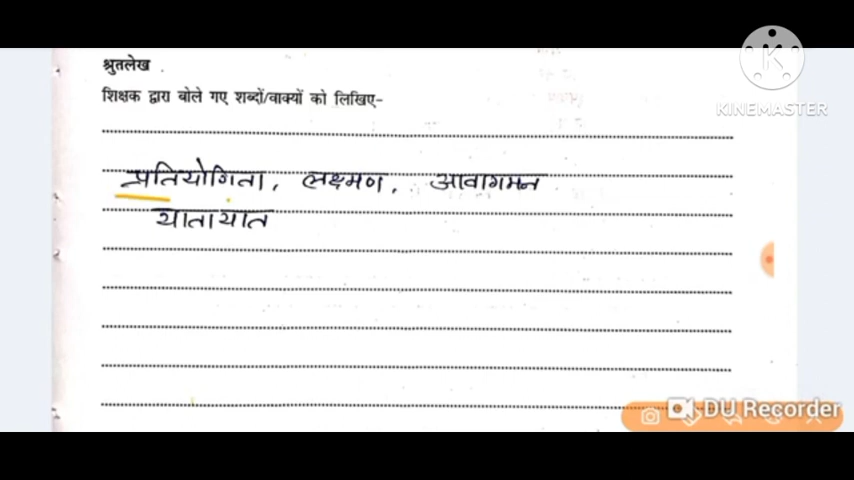 श्रुतलेख .
शिक्षक द्वारा बोले गए शब्दों/वाक्यों को लिखिए-
प्रतियोगिता, लक्ष्मण, आवागमन
यातायात
K
KINEMASTER
DU Recorder